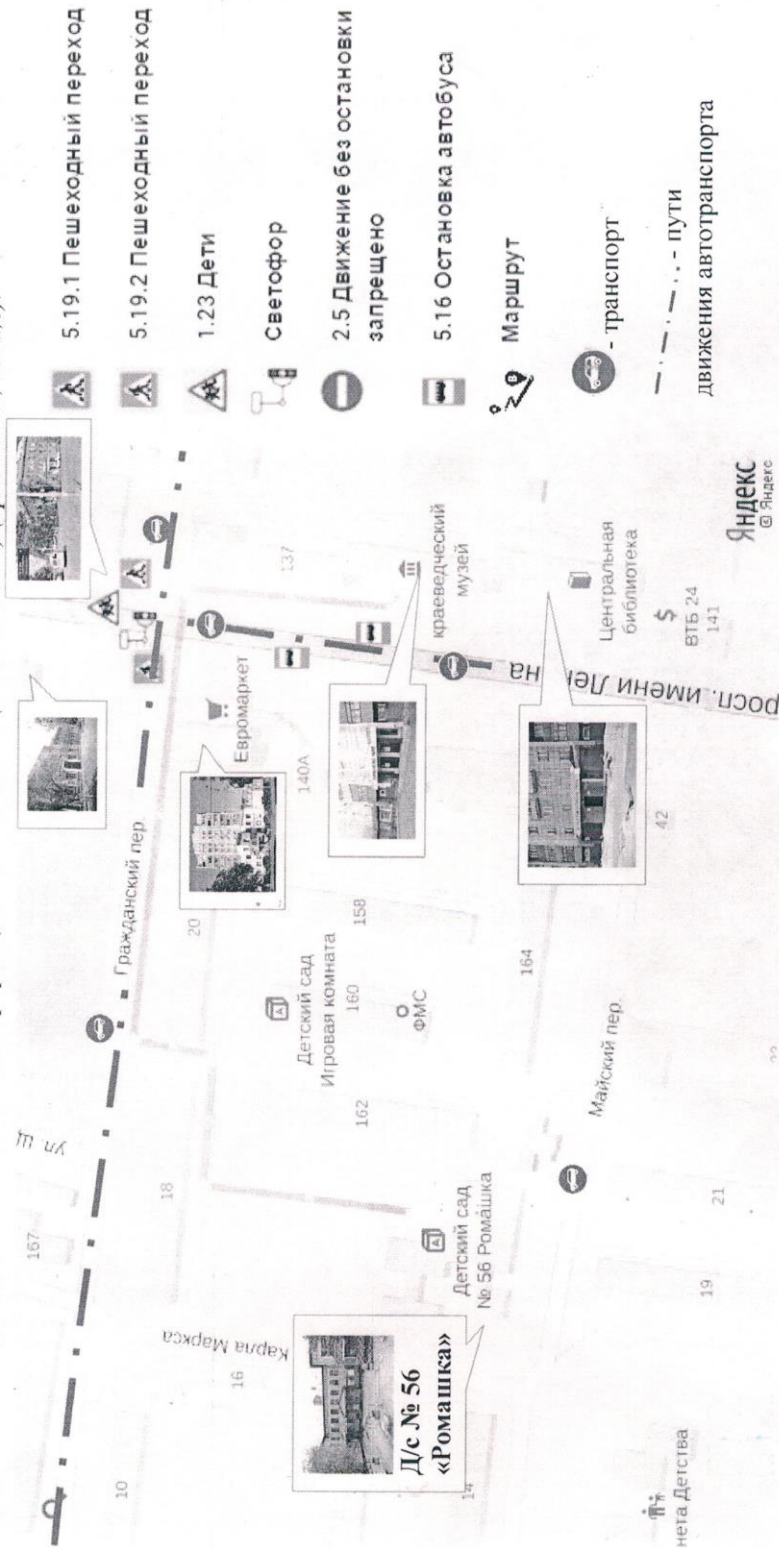 5.19.1 Пешеходный переход
5.19.2 Пешеходный переход
1.23 Дети
Светофор
2.5 Движение без остановки
запрещено
5.16 Остановка автобуса
Маршрут
- транспорт
- пути
движения автотранспорта
167
ул. Щ
Гражданский пер.
10
18
20
Евромаркет
137
140А
Карла Маркса
16
Детский сад
Игровая комната
160
158
162
ФМС
краеведческий
музей
Д/с № 56
«Ромашка»
14
Детский сад
№ 56 Ромашка
164
просп. имени Лен
на
Майский пер.
42
Центральная
библиотека
$
ВТБ 24
141
19
21
нета Детства
Яндекс
© Яндекс